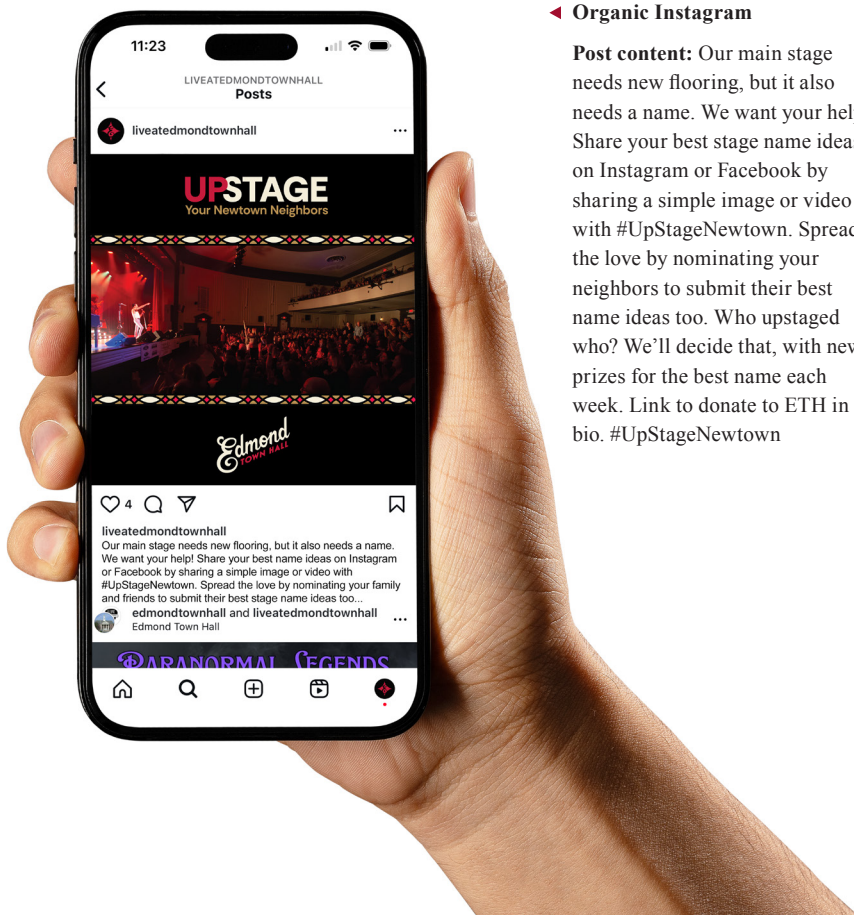 11:23
LIVEATEDMONDTOWNHALL
Posts
liveatedmondtownhall
UPSTAGE
Your Newtown Neighbors
Edmond
TOWN HALL
4
liveatedmondtownhall
Our main stage needs new flooring, but it also needs a name.
We want your help! Share your best name ideas on Instagram
or Facebook by sharing a simple image or video with
#UpStageNewtown. Spread the love by nominating your family
and friends to submit their best stage name ideas too...
edmondtownhall and liveatedmondtownhall
Edmond Town Hall
PARANORMAL LEGENDS
Organic Instagram
Post content: Our main stage
needs new flooring, but it also
needs a name. We want your hel
Share your best stage name idea
on Instagram or Facebook by
sharing a simple image or video
with #UpStageNewtown. Spread
the love by nominating your
neighbors to submit their best
name ideas too. Who upstaged
who? We’ll decide that, with new
prizes for the best name each
week. Link to donate to ETH in
bio. #UpStageNewtown